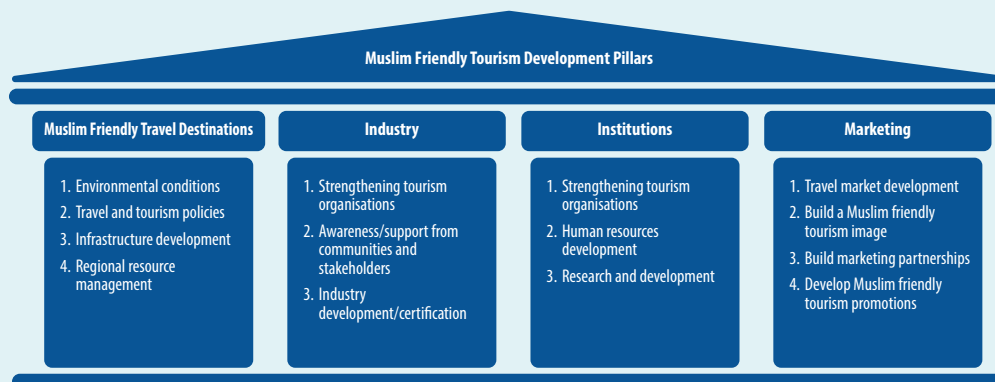 Muslim Friendly Tourism Development Pillars
Muslim Friendly Travel Destinations
1. Environmental conditions
2. Travel and tourism policies
3. Infrastructure development
4. Regional resource
management
Industry
1. Strengthening tourism
organisations
2. Awareness/support from
communities and
stakeholders
3. Industry
development/certification
Institutions
1. Strengthening tourism
organisations
2. Human resources
development
3. Research and development
Marketing
1. Travel market development
2. Build a Muslim friendly
tourism image
3. Build marketing partnerships
4. Develop Muslim friendly
tourism promotions